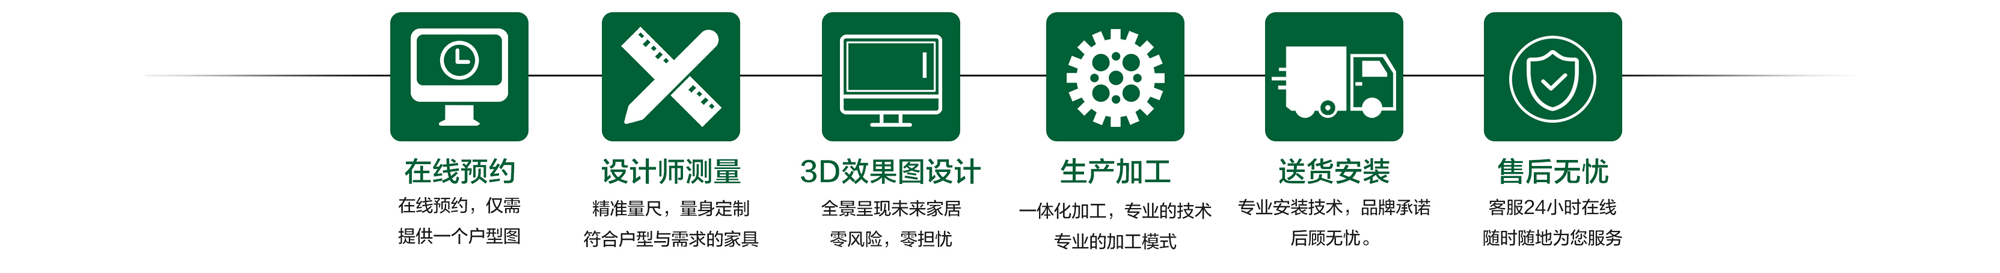 在线预约
在线预约，仅需
提供一个户型图
设计师测量
精准量尺，量身定制
符合户型与需求的家具
3D效果图设计
全景呈现未来家居
零风险，零担忧
生产加工
一体化加工，专业的技术
专业的加工模式
送货安装
专业安装技术，品牌承诺
后顾无忧。
售后无忧
客服24小时在线
随时随地为您服务